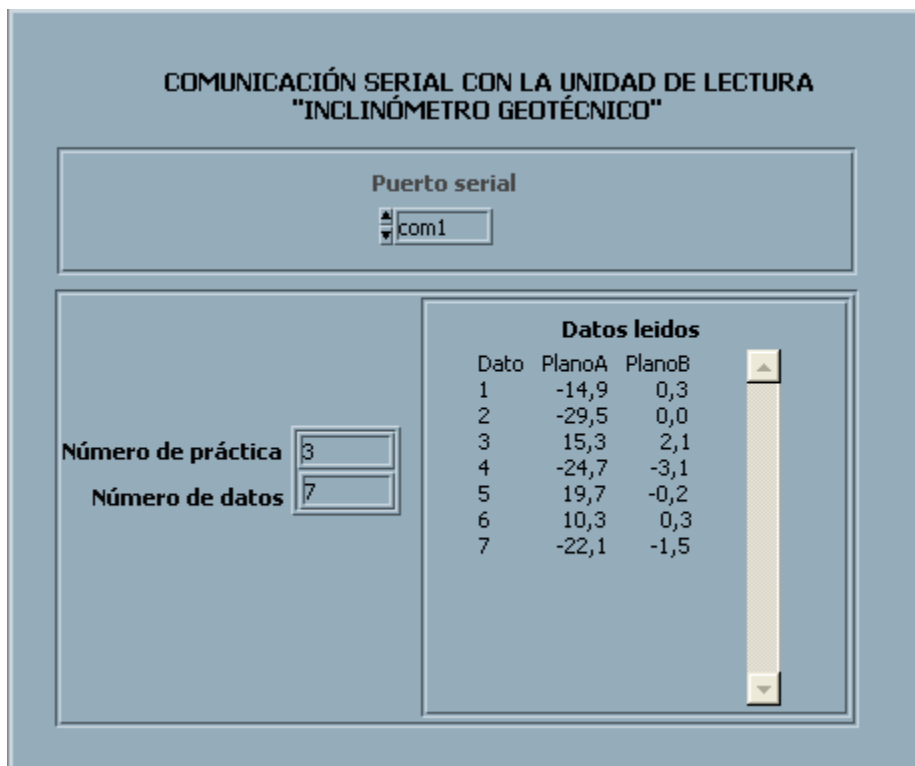 COMUNICACIÓN SERIAL CON LA UNIDAD DE LECTURA
"INCLINÓMETRO GEOTÉCNICO"
Puerto serial
com1
Número de práctica 3
Número de datos 7
Datos leidos
Dato PlanoA PlanoB
1 -14,9 0,3
2 -29,5 0,0
3 15,3 2,1
4 -24,7 -3,1
5 19,7 -0,2
6 10,3 0,3
7 -22,1 -1,5